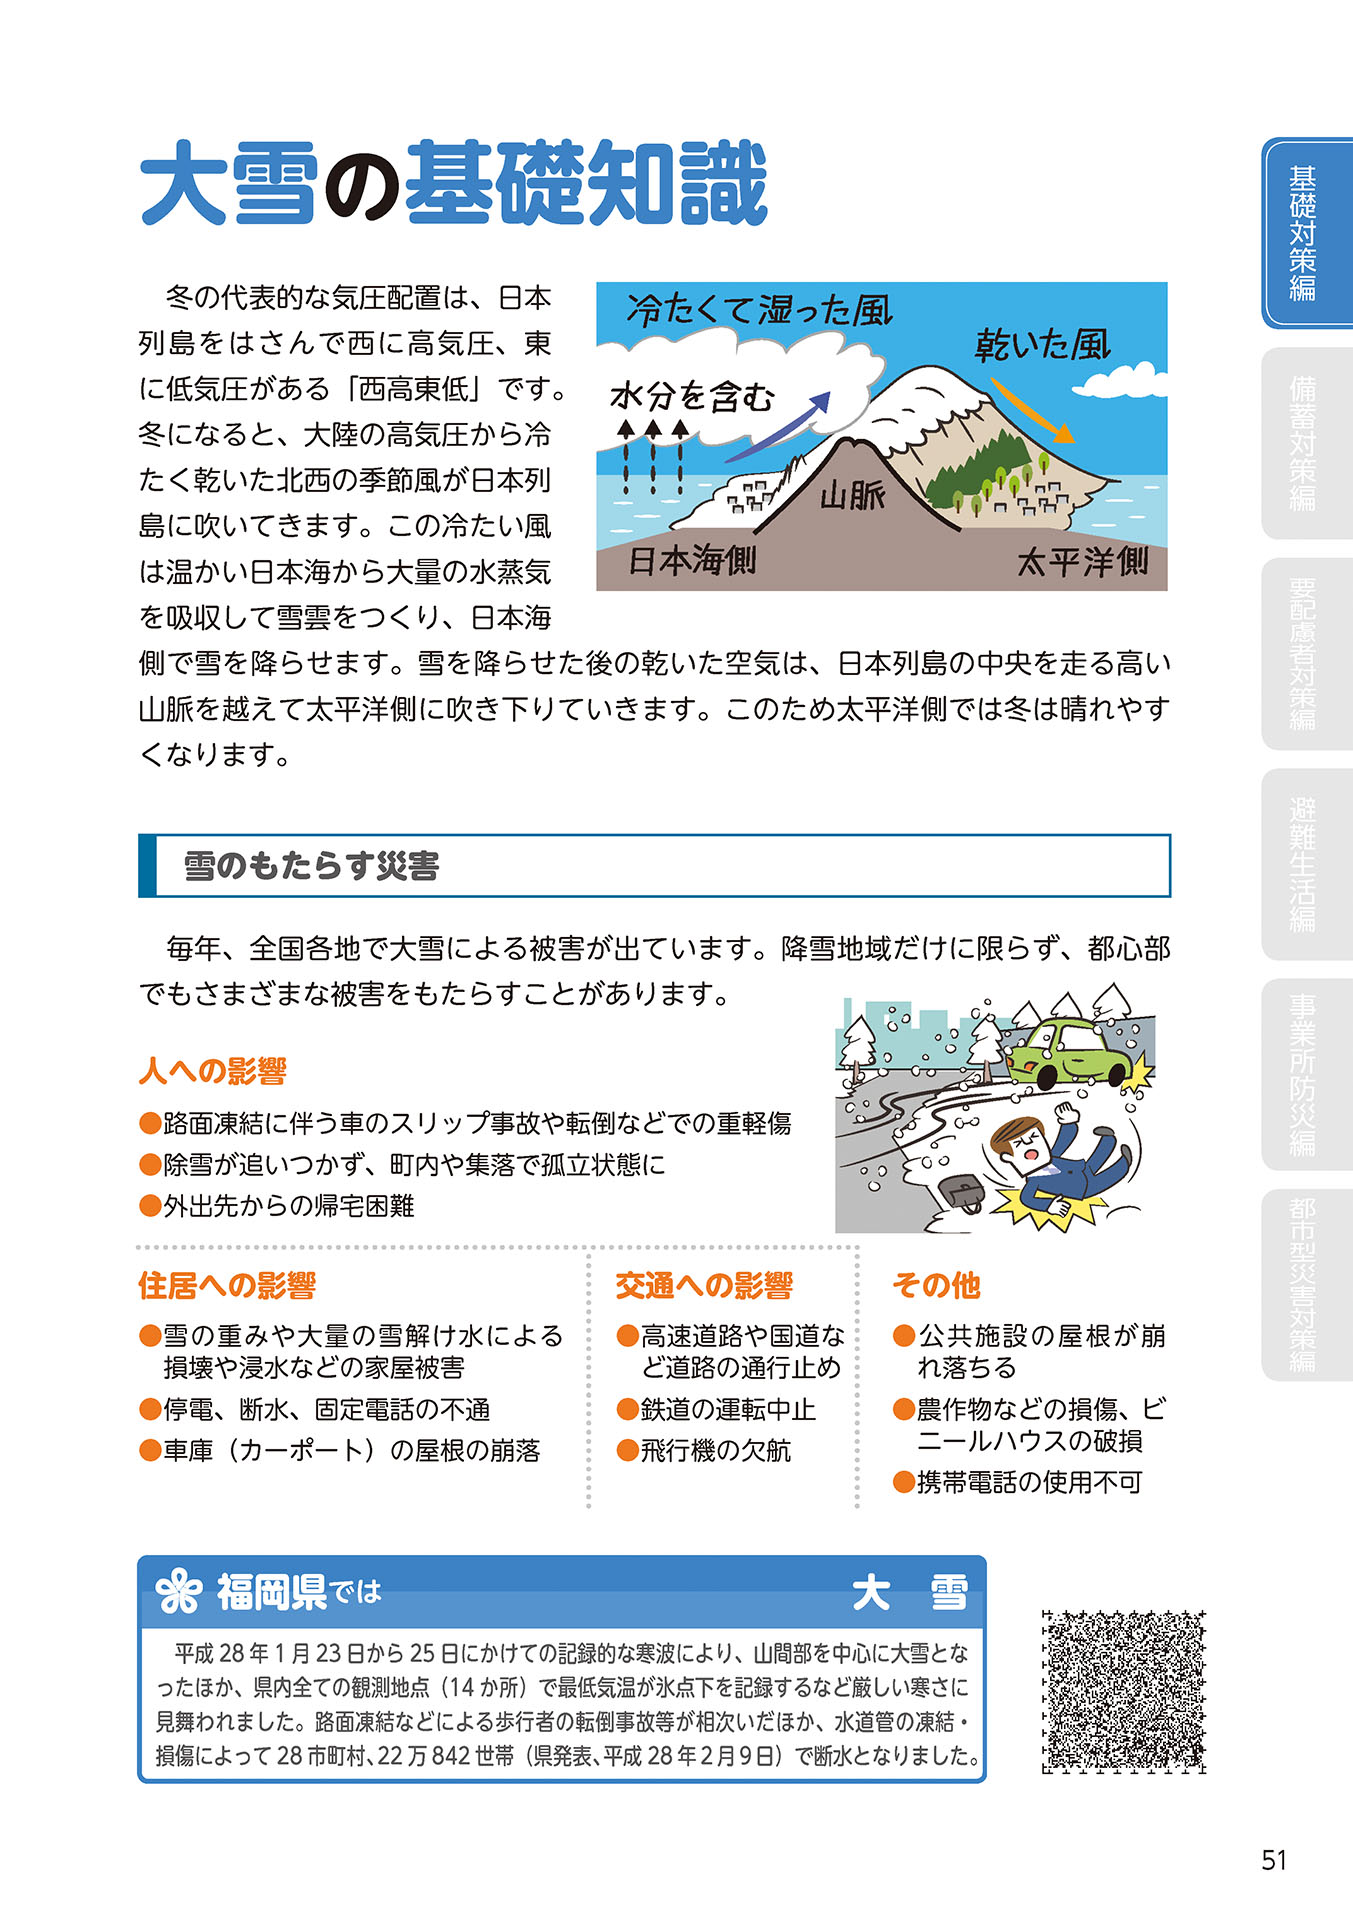 大雪の基礎知識
冬の代表的な気圧配置は、日本
列島をはさんで西に高気圧、東
に低気圧がある「西高東低」です。
冬になると、大陸の高気圧から冷
たく乾いた北西の季節風が日本列
島に吹いてきます。この冷たい風
は温かい日本海から大量の水蒸気
を吸収して雪雲をつくり、日本海
側で雪を降らせます。雪を降らせた後の乾いた空気は、日本列島の中央を走る高い
山脈を越えて太平洋側に吹き下りていきます。このため太平洋側では冬は晴れやす
くなります。
冷たくて湿った風
乾いた風
水分を含む
山脈
日本海側
太平洋側
雪のもたらす災害
毎年、全国各地で大雪による被害が出ています。降雪地域だけに限らず、都心部
でもさまざまな被害をもたらすことがあります。
人への影響
●路面凍結に伴う車のスリップ事故や転倒などでの重軽傷
●除雪が追いつかず、町内や集落で孤立状態に
●外出先からの帰宅困難
住居への影響
●雪の重みや大量の雪解け水による
損壊や浸水などの家屋被害
●停電、断水、固定電話の不通
●車庫（カーポート）の屋根の崩落
交通への影響
●高速道路や国道な
ど道路の通行止め
●鉄道の運転中止
●飛行機の欠航
その他
●公共施設の屋根が崩
れ落ちる
●農作物などの損傷、ビ
ニールハウスの破損
●携帯電話の使用不可
福岡県では 大 雪
平成28年1月23日から25日にかけての記録的な寒波により、山間部を中心に大雪とな
ったほか、県内全ての観測地点（14か所）で最低気温が氷点下を記録するなど厳しい寒さに
見舞われました。路面凍結などによる歩行者の転倒事故等が相次いだほか、水道管の凍結・
損傷によって28市町村、22万842世帯（県発表、平成28年2月9日）で断水となりました。
基礎対策編
備蓄対策編
要配慮者対策編
避難生活編
事業所防災編
都市型災害対策編
51